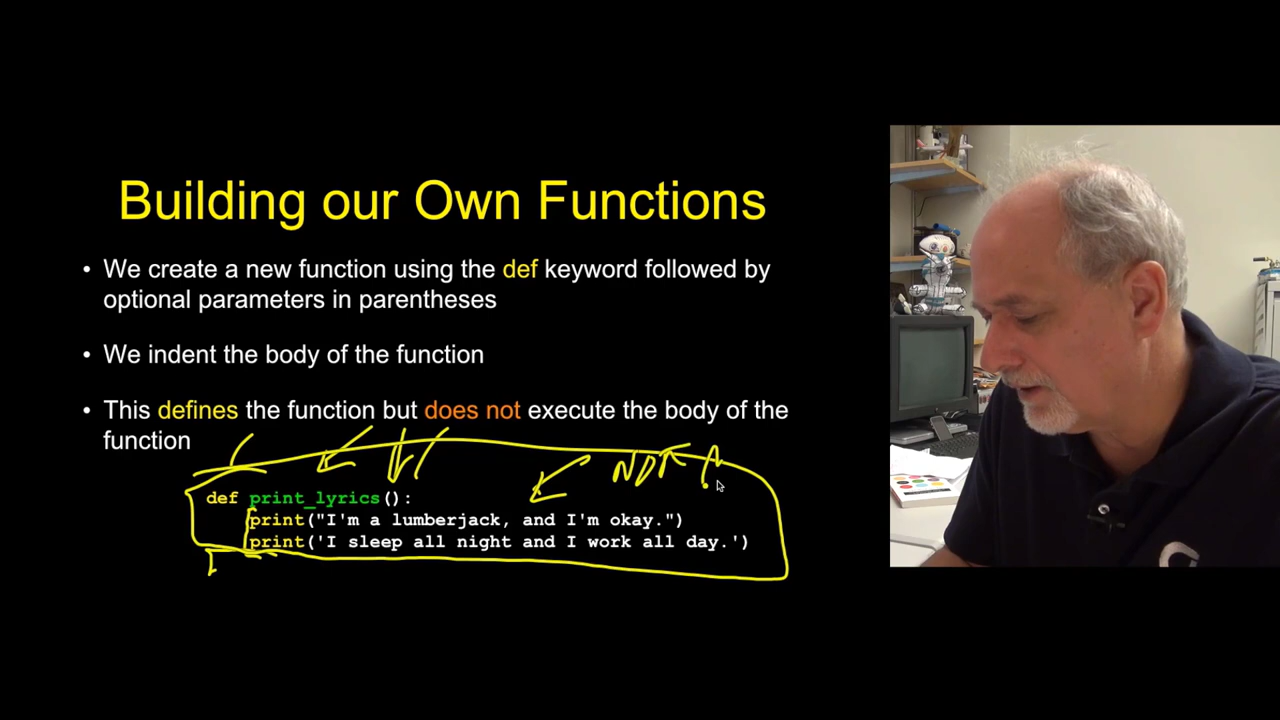 Building our Own Functions
• We create a new function using the def keyword followed by
optional parameters in parentheses
• We indent the body of the function
• This defines the function but does not execute the body of the
function
NOT
def print_lyrics():
print("I'm a lumberjack, and I'm okay.")
print('I sleep all night and I work all day.')